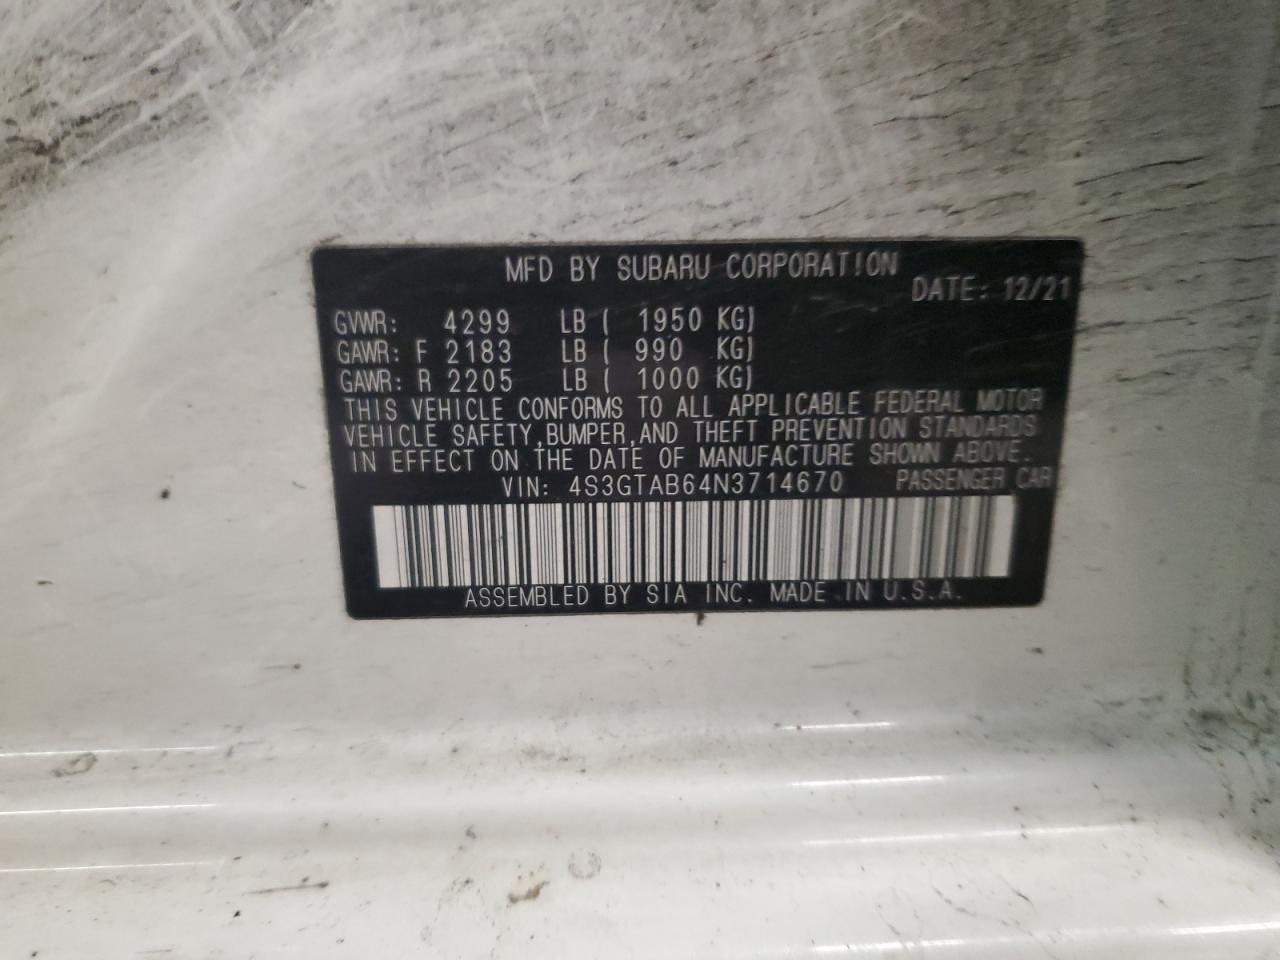 MFD BY SUBARU CORPORATION
DATE: 12/21
GVWR: 4299 LB ( 1950 KG)
GAWR: F 2183 LB ( 990 KG)
GAWR: R 2205 LB ( 1000 KG)
THIS VEHICLE CONFORMS TO ALL APPLICABLE FEDERAL MOTOR
VEHICLE SAFETY,BUMPER,AND THEFT PREVENTION STANDARDS
IN EFFECT ON THE DATE OF MANUFACTURE SHOWN ABOVE.
VIN: 4S3GTAB64N3714670 PASSENGER CAR
ASSEMBLED BY SIA INC. MADE IN U.S.A.